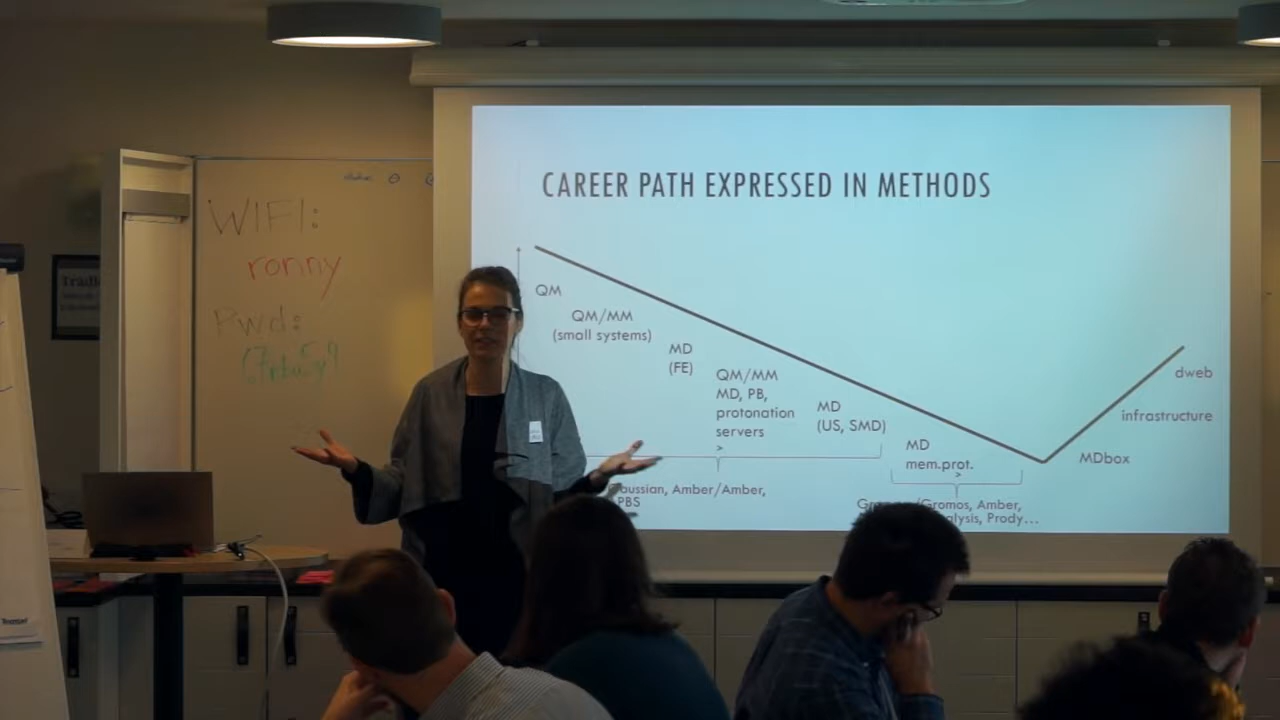 WIFI:
ronny
Pwd:
CAREER PATH EXPRESSED IN METHODS
QM
QM/MM
(small systems)
MD
(FE)
QM/MM
MD, PB,
protonation
servers
>
MD
(US, SMD)
MD
mem.prot.
>
dweb
infrastructure
MDbox
Amber/Amber,
PBS
Amber,
Prody...